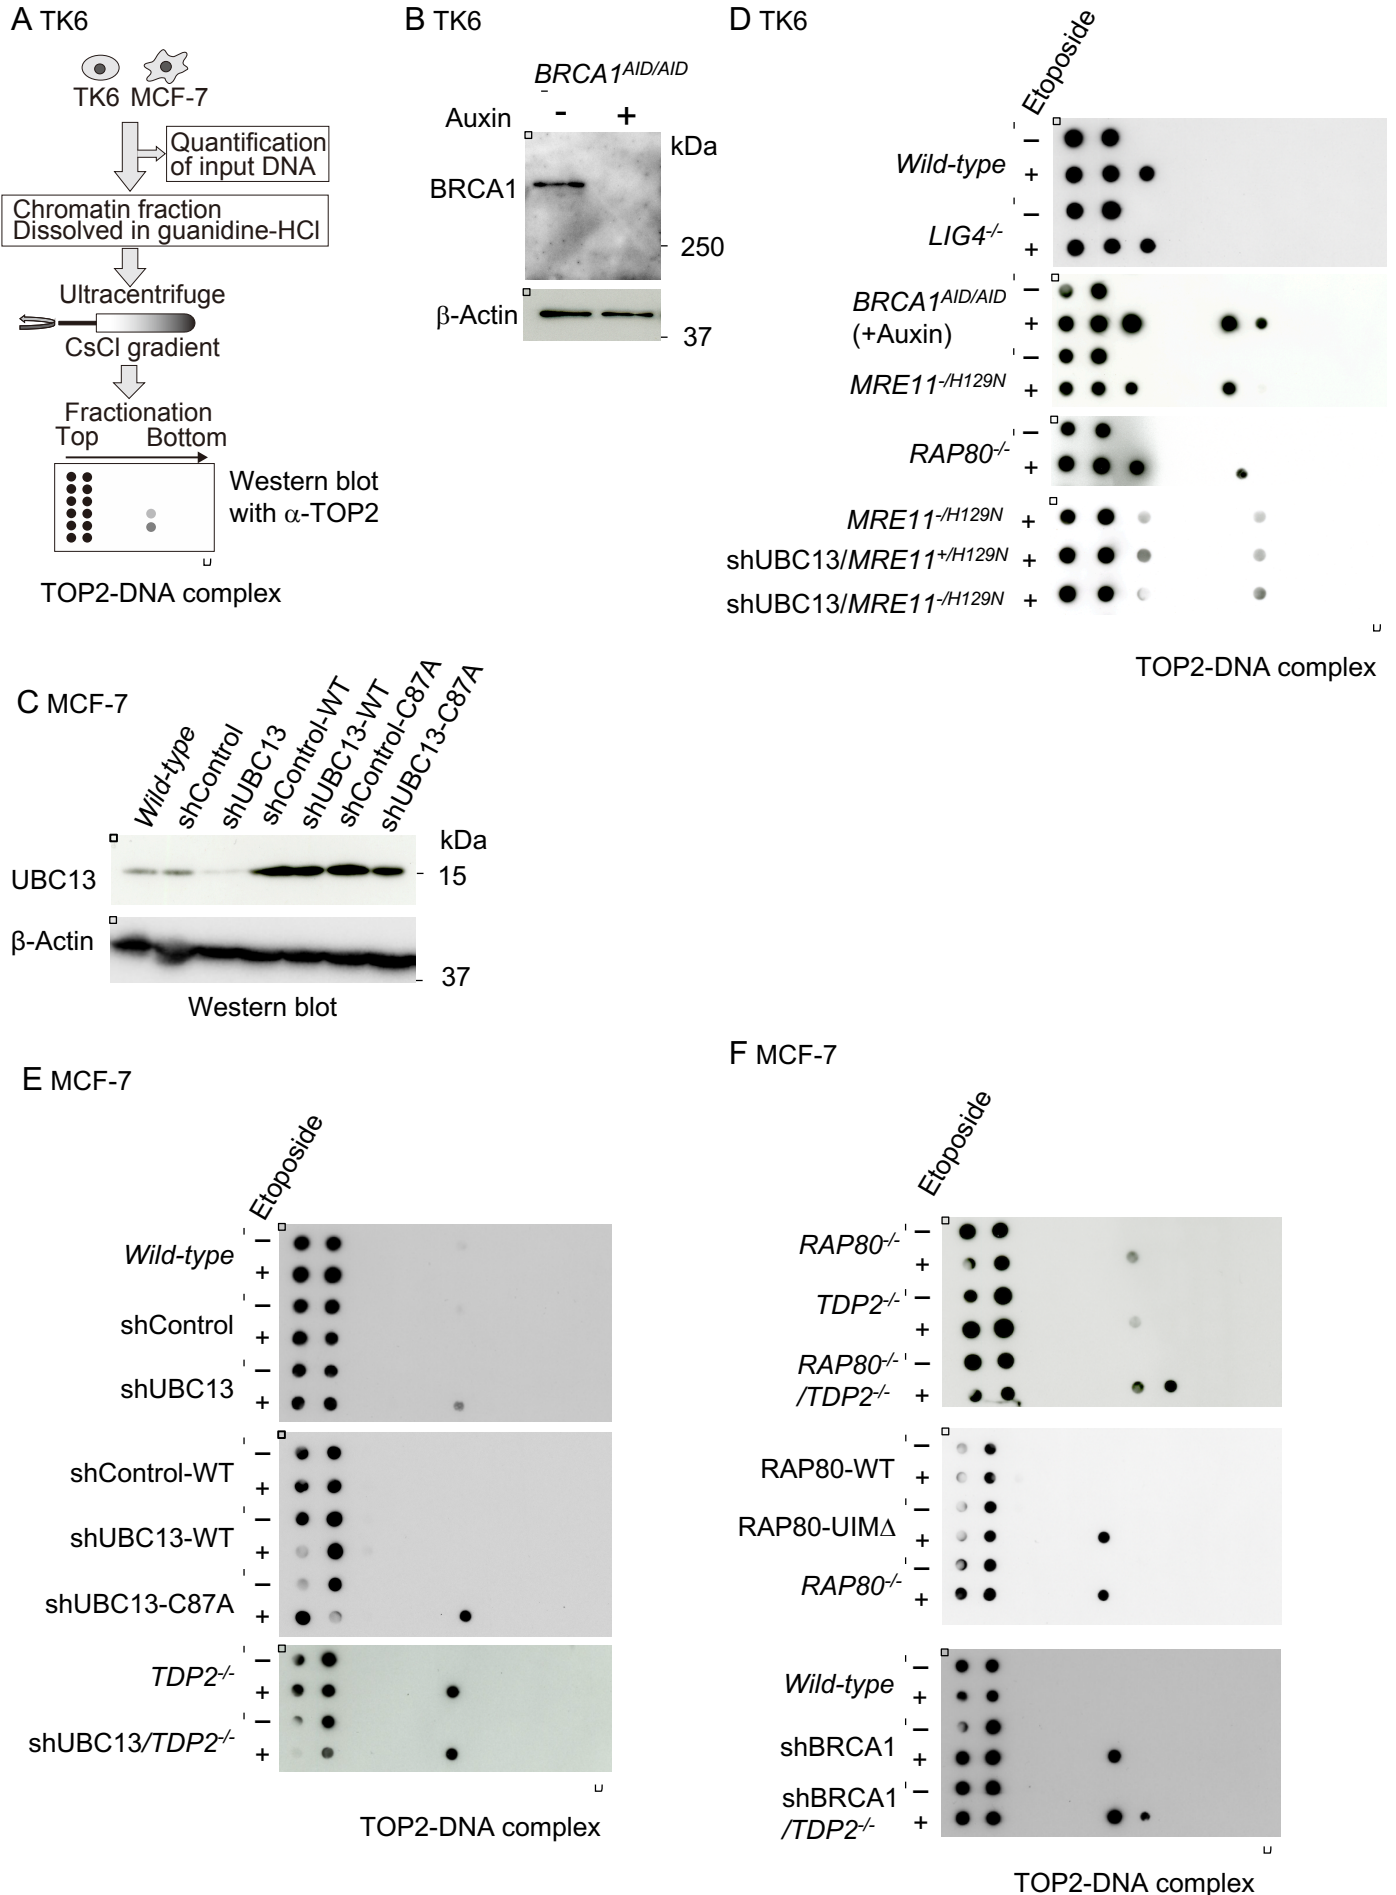 A TK6
TK6 MCF-7
Quantification
of input DNA
Chromatin fraction
Dissolved in guanidine-HCl
Ultracentrifuge
CsCl gradient
Fractionation
Top Bottom
Western blot
with α-TOP2
TOP2-DNA complex
B TK6
BRCA1AID/AID
Auxin - +
kDa
BRCA1
250
β-Actin
37
D TK6
Etoposide
Wild-type
−
+
LIG4-/-
−
+
BRCA1AID/AID
(+Auxin)
−
+
MRE11-/H129N
−
+
RAP80-/-
−
+
MRE11-/H129N +
shUBC13/MRE11+/H129N +
shUBC13/MRE11-/H129N +
TOP2-DNA complex
C MCF-7
Wild-type
shControl
shUBC13
shControl-WT
shUBC13-WT
shControl-C87A
shUBC13-C87A
kDa
UBC13
15
β-Actin
37
Western blot
E MCF-7
Etoposide
Wild-type
−
+
shControl
−
+
shUBC13
−
+
shControl-WT
−
+
shUBC13-WT
−
+
shUBC13-C87A
−
+
TDP2-/-
−
+
shUBC13/TDP2-/-
−
+
TOP2-DNA complex
F MCF-7
Etoposide
RAP80-/-
−
+
TDP2-/-
−
+
RAP80-/-
/TDP2-/-
−
+
RAP80-WT
−
+
RAP80-UIMΔ
−
+
RAP80-/-
−
+
Wild-type
−
+
shBRCA1
−
+
shBRCA1
/TDP2-/-
−
+
TOP2-DNA complex